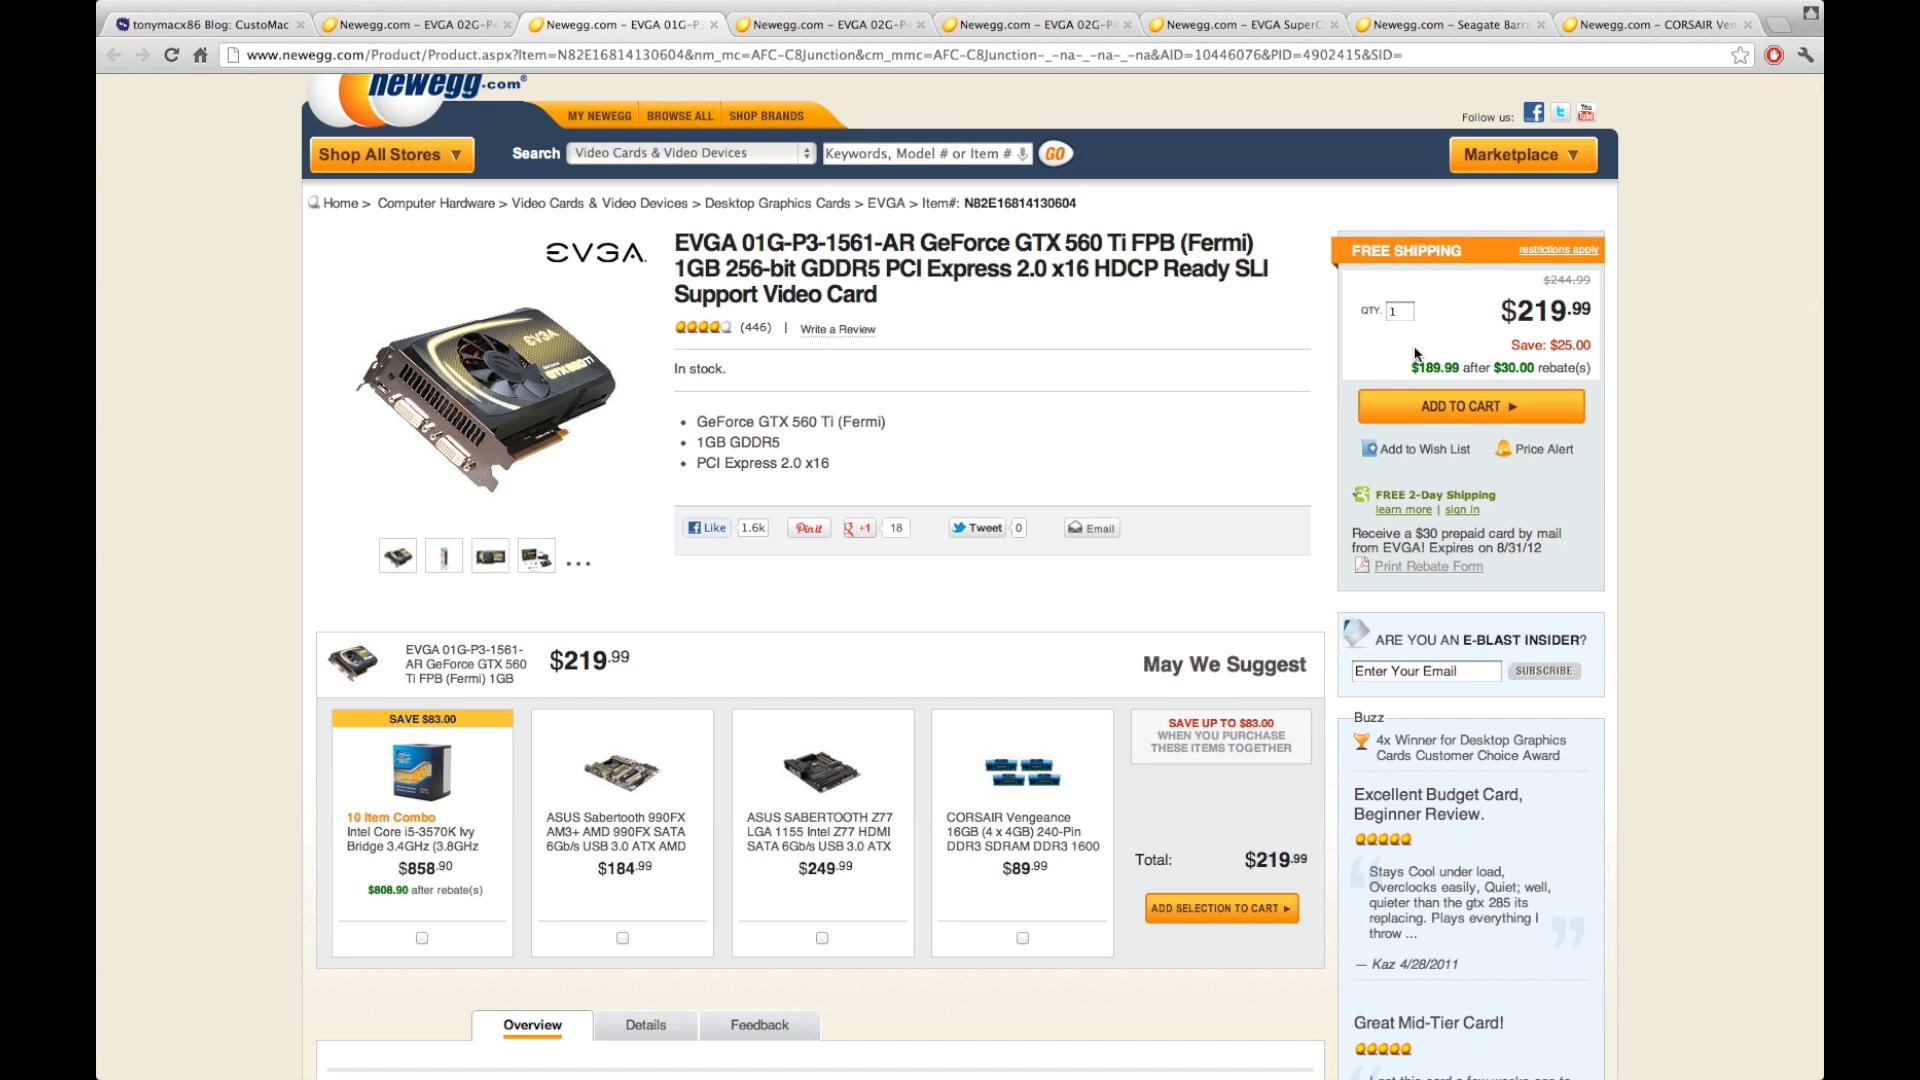 tonymacx86 Blog: CustoMac
Newegg.com – EVGA 02G-P4
Newegg.com – EVGA 01G-P3
Newegg.com – EVGA 02G-P4
Newegg.com – EVGA 02G-P4
Newegg.com – EVGA SuperC
Newegg.com – Seagate Barra
Newegg.com – CORSAIR Ven
www.newegg.com/Product/Product.aspx?Item=N82E16814130604&nm_mc=AFC-C8Junction&cm_mmc=AFC-C8Junction-_-na-_-na-_-na&AID=10446076&PID=4902415&SID=
newegg.com®
MY NEWEGG BROWSE ALL SHOP BRANDS
Follow us:
You Tube
Shop All Stores ▼
Search Video Cards & Video Devices Keywords, Model # or Item # GO
Marketplace ▼
Home > Computer Hardware > Video Cards & Video Devices > Desktop Graphics Cards > EVGA > Item#: N82E16814130604
EVGA
EVGA 01G-P3-1561-AR GeForce GTX 560 Ti FPB (Fermi)
1GB 256-bit GDDR5 PCI Express 2.0 x16 HDCP Ready SLI
Support Video Card
(446) | Write a Review
In stock.
• GeForce GTX 560 Ti (Fermi)
• 1GB GDDR5
• PCI Express 2.0 x16
Like 1.6k Pin it +1 18 Tweet 0 Email
...
FREE SHIPPING restrictions apply
$244.99
QTY. 1 $219.99
Save: $25.00
$189.99 after $30.00 rebate(s)
ADD TO CART ►
Add to Wish List Price Alert
FREE 2-Day Shipping
learn more | sign in
Receive a $30 prepaid card by mail
from EVGA! Expires on 8/31/12
Print Rebate Form
EVGA 01G-P3-1561-
AR GeForce GTX 560
Ti FPB (Fermi) 1GB
$219.99
May We Suggest
SAVE $83.00
10 Item Combo
Intel Core i5-3570K Ivy
Bridge 3.4GHz (3.8GHz
$858.90
$808.90 after rebate(s)
ASUS Sabertooth 990FX
AM3+ AMD 990FX SATA
6Gb/s USB 3.0 ATX AMD
$184.99
ASUS SABERTOOTH Z77
LGA 1155 Intel Z77 HDMI
SATA 6Gb/s USB 3.0 ATX
$249.99
CORSAIR Vengeance
16GB (4 x 4GB) 240-Pin
DDR3 SDRAM DDR3 1600
$89.99
SAVE UP TO $83.00
WHEN YOU PURCHASE
THESE ITEMS TOGETHER
Total: $219.99
ADD SELECTION TO CART ►
ARE YOU AN E-BLAST INSIDER?
Enter Your Email SUBSCRIBE
Buzz
4x Winner for Desktop Graphics
Cards Customer Choice Award
Excellent Budget Card,
Beginner Review.
Stays Cool under load,
Overclocks easily, Quiet; well,
quieter than the gtx 285 its
replacing. Plays everything I
throw ...
— Kaz 4/28/2011
Great Mid-Tier Card!
Overview Details Feedback